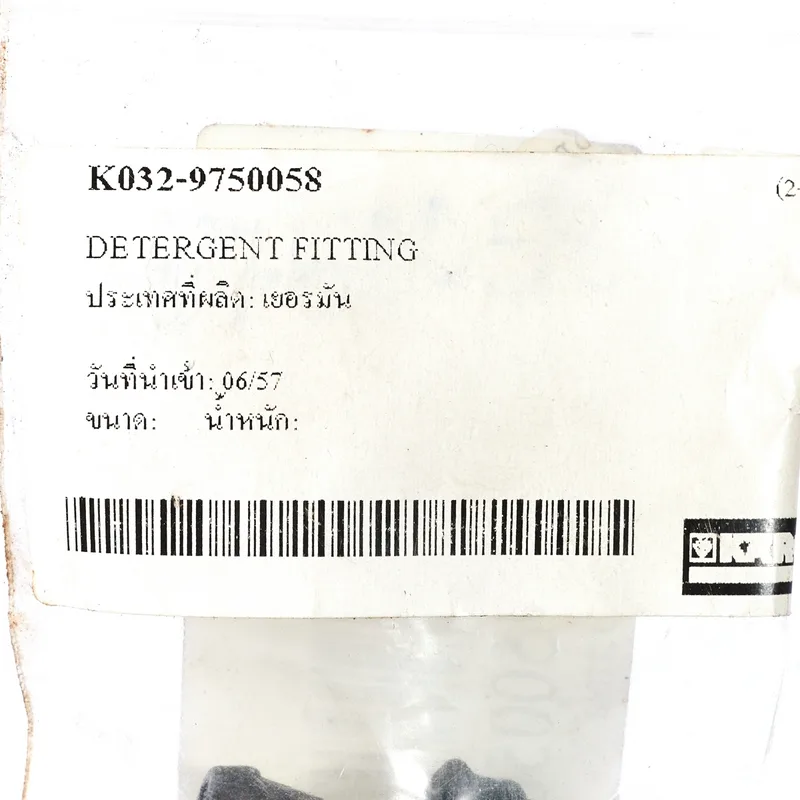 K032-9750058
(2-
DETERGENT FITTING
ประเทศที่ผลิต: เยอรมัน
วันที่นำเข้า: 06/57
ขนาด: น้ำหนัก:
KÄR